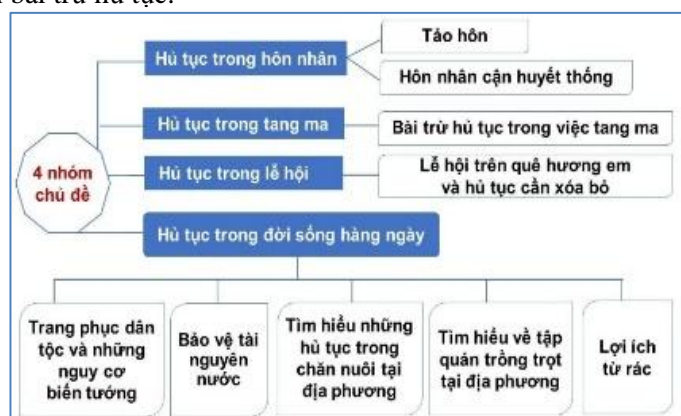 bài trừ hủ tục.
4 nhóm
chủ đề
Hủ tục trong hôn nhân
Tảo hôn
Hôn nhân cận huyết thống
Hủ tục trong tang ma
Bài trừ hủ tục trong việc tang ma
Hủ tục trong lễ hội
Lễ hội trên quê hương em
và hủ tục cần xóa bỏ
Hủ tục trong đời sống hàng ngày
Trang phục dân
tộc và những
nguy cơ
biến tướng
Bảo vệ tài
nguyên
nước
Tìm hiểu những
hủ tục trong
chăn nuôi tại
địa phương
Tìm hiểu về tập
quán trồng trọt
tại địa phương
Lợi ích
từ rác